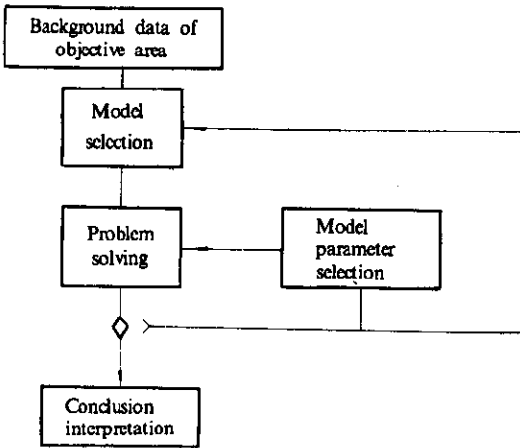 Background data of
objective area
Model
selection
Problem
solving
Model
parameter
selection
Conclusion
interpretation